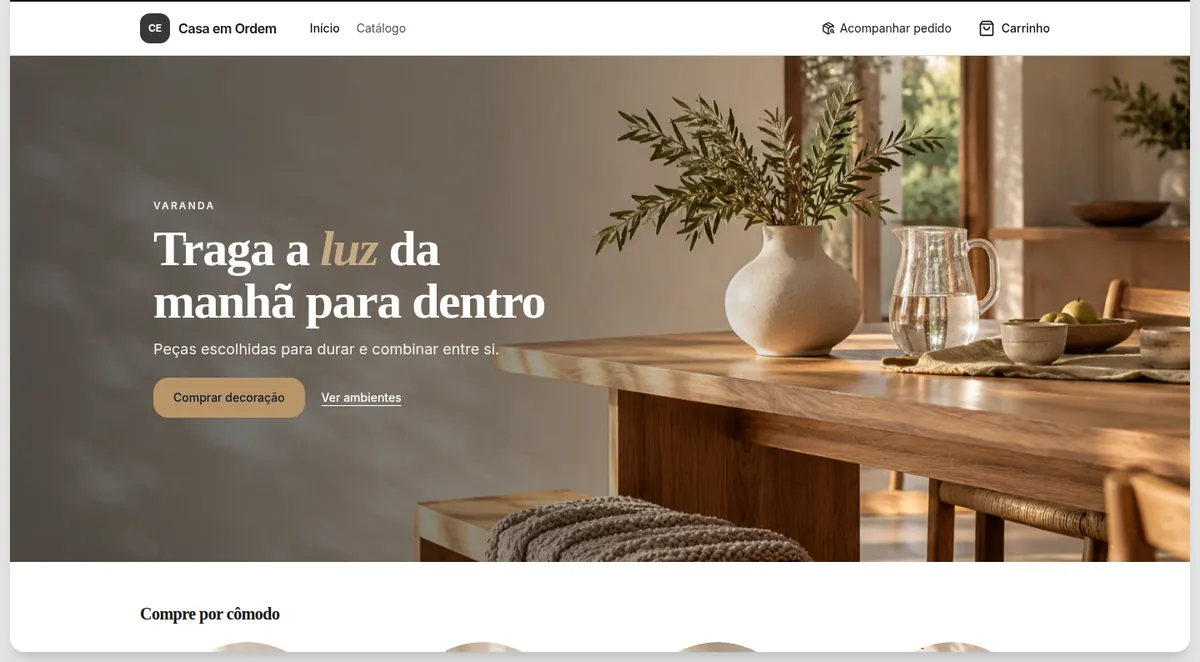 CE
Casa em Ordem
Início
Catálogo
Acompanhar pedido
Carrinho
VARANDA
Traga a luz da
manhã para dentro
Peças escolhidas para durar e combinar entre si.
Comprar decoração
Ver ambientes
Compre por cômodo